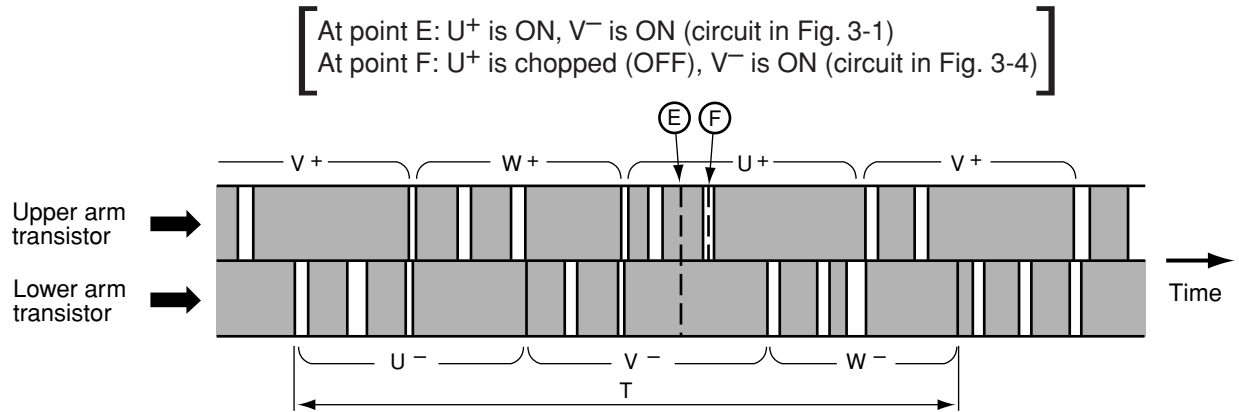 At point E: U+ is ON, V− is ON (circuit in Fig. 3-1)
At point F: U+ is chopped (OFF), V− is ON (circuit in Fig. 3-4)
E F
V + W + U + V +
Upper arm
transistor
Lower arm
transistor
Time
U − V − W −
T